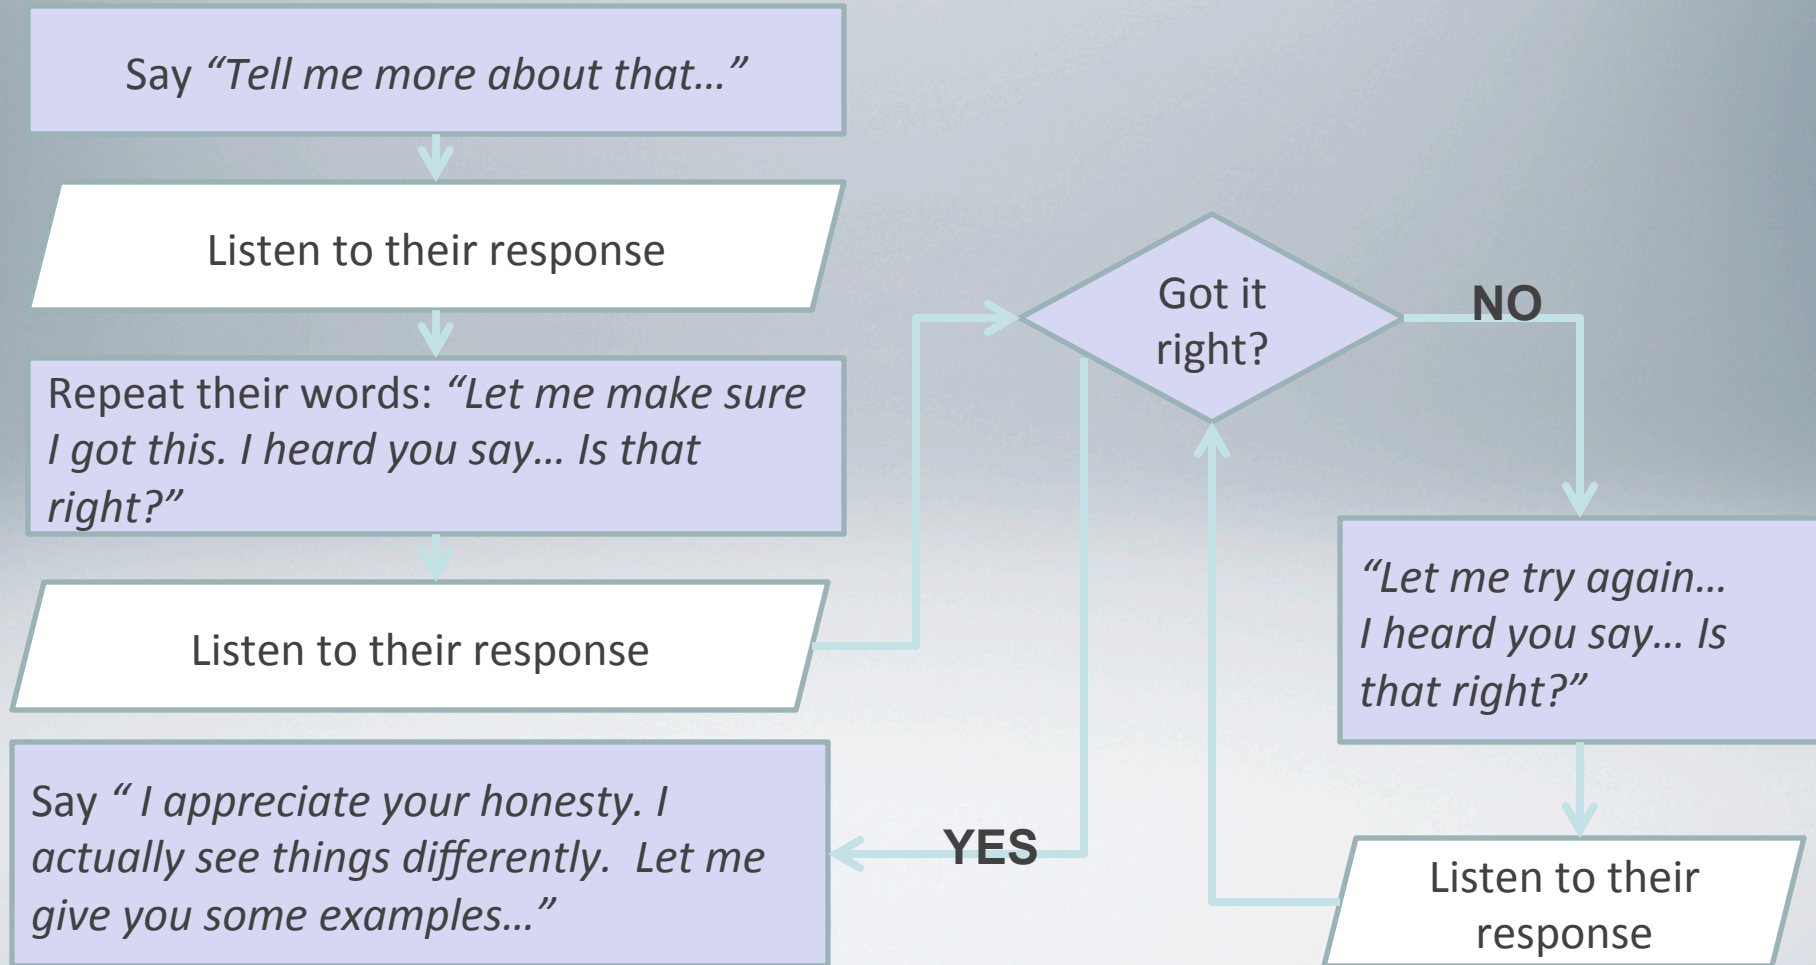 Say “Tell me more about that…”
Listen to their response
Repeat their words: “Let me make sure
I got this. I heard you say… Is that
right?”
Listen to their response
Say “ I appreciate your honesty. I
actually see things differently.  Let me
give you some examples…”
Got it
right?
YES
NO
“Let me try again…
I heard you say… Is
that right?”
Listen to their
response